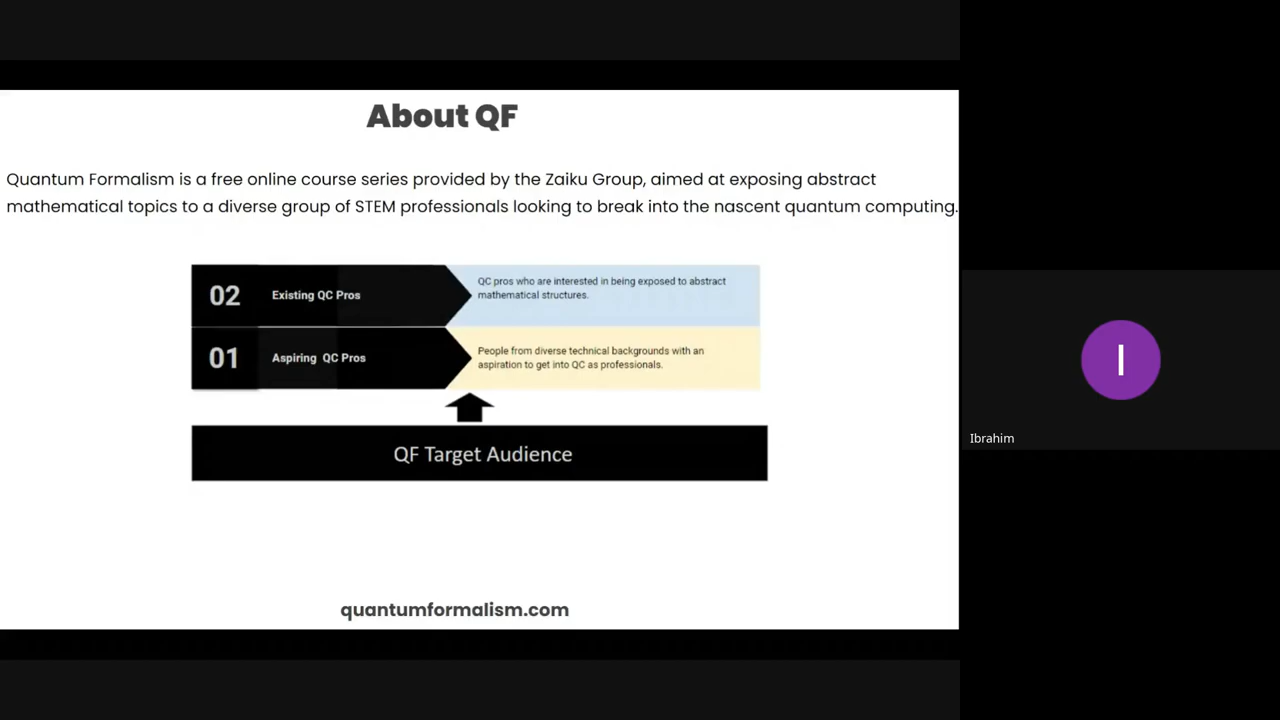 About QF
Quantum Formalism is a free online course series provided by the Zaiku Group, aimed at exposing abstract
mathematical topics to a diverse group of STEM professionals looking to break into the nascent quantum computing.
02
Existing QC Pros
QC pros who are interested in being exposed to abstract
mathematical structures.
01
Aspiring QC Pros
People from diverse technical backgrounds with an
aspiration to get into QC as professionals.
QF Target Audience
quantumformalism.com
I
Ibrahim